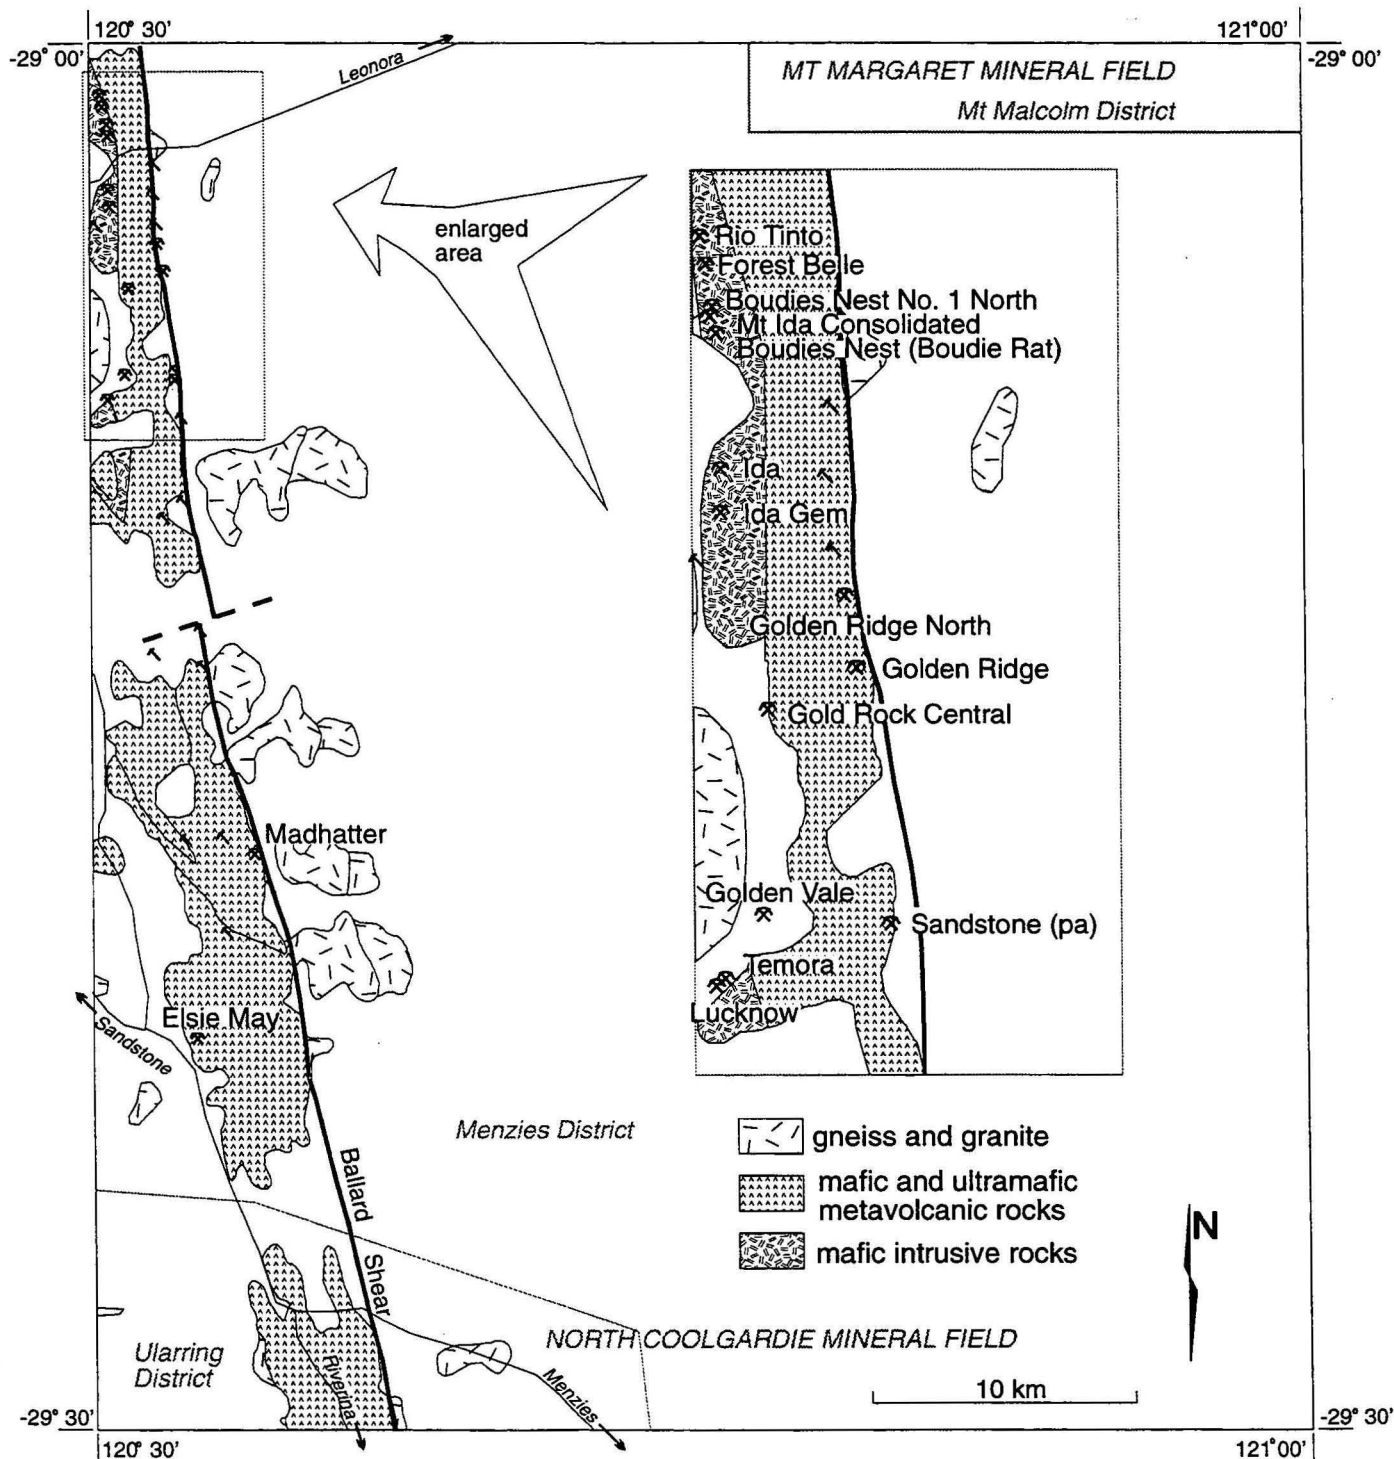 120° 30'
121°00'
-29° 00'
-29° 00'
Leonora
MT MARGARET MINERAL FIELD
Mt Malcolm District
enlarged
area
Rio Tinto
Forest Belle
Boudies Nest No. 1 North
Mt Ida Consolidated
Boudies Nest (Boudie Rat)
Ida
Ida Gem
Golden Ridge North
Golden Ridge
Gold Rock Central
Golden Vale
Sandstone (pa)
Temora
Lucknow
Madhatter
Elsie May
Sandstone
Menzies District
Ballard
Shear
gneiss and granite
mafic and ultramafic
metavolcanic rocks
mafic intrusive rocks
N
NORTH COOLGARDIE MINERAL FIELD
Ularring
District
Riverina
Menzies
10 km
-29° 30'
-29° 30'
120° 30'
121°00'